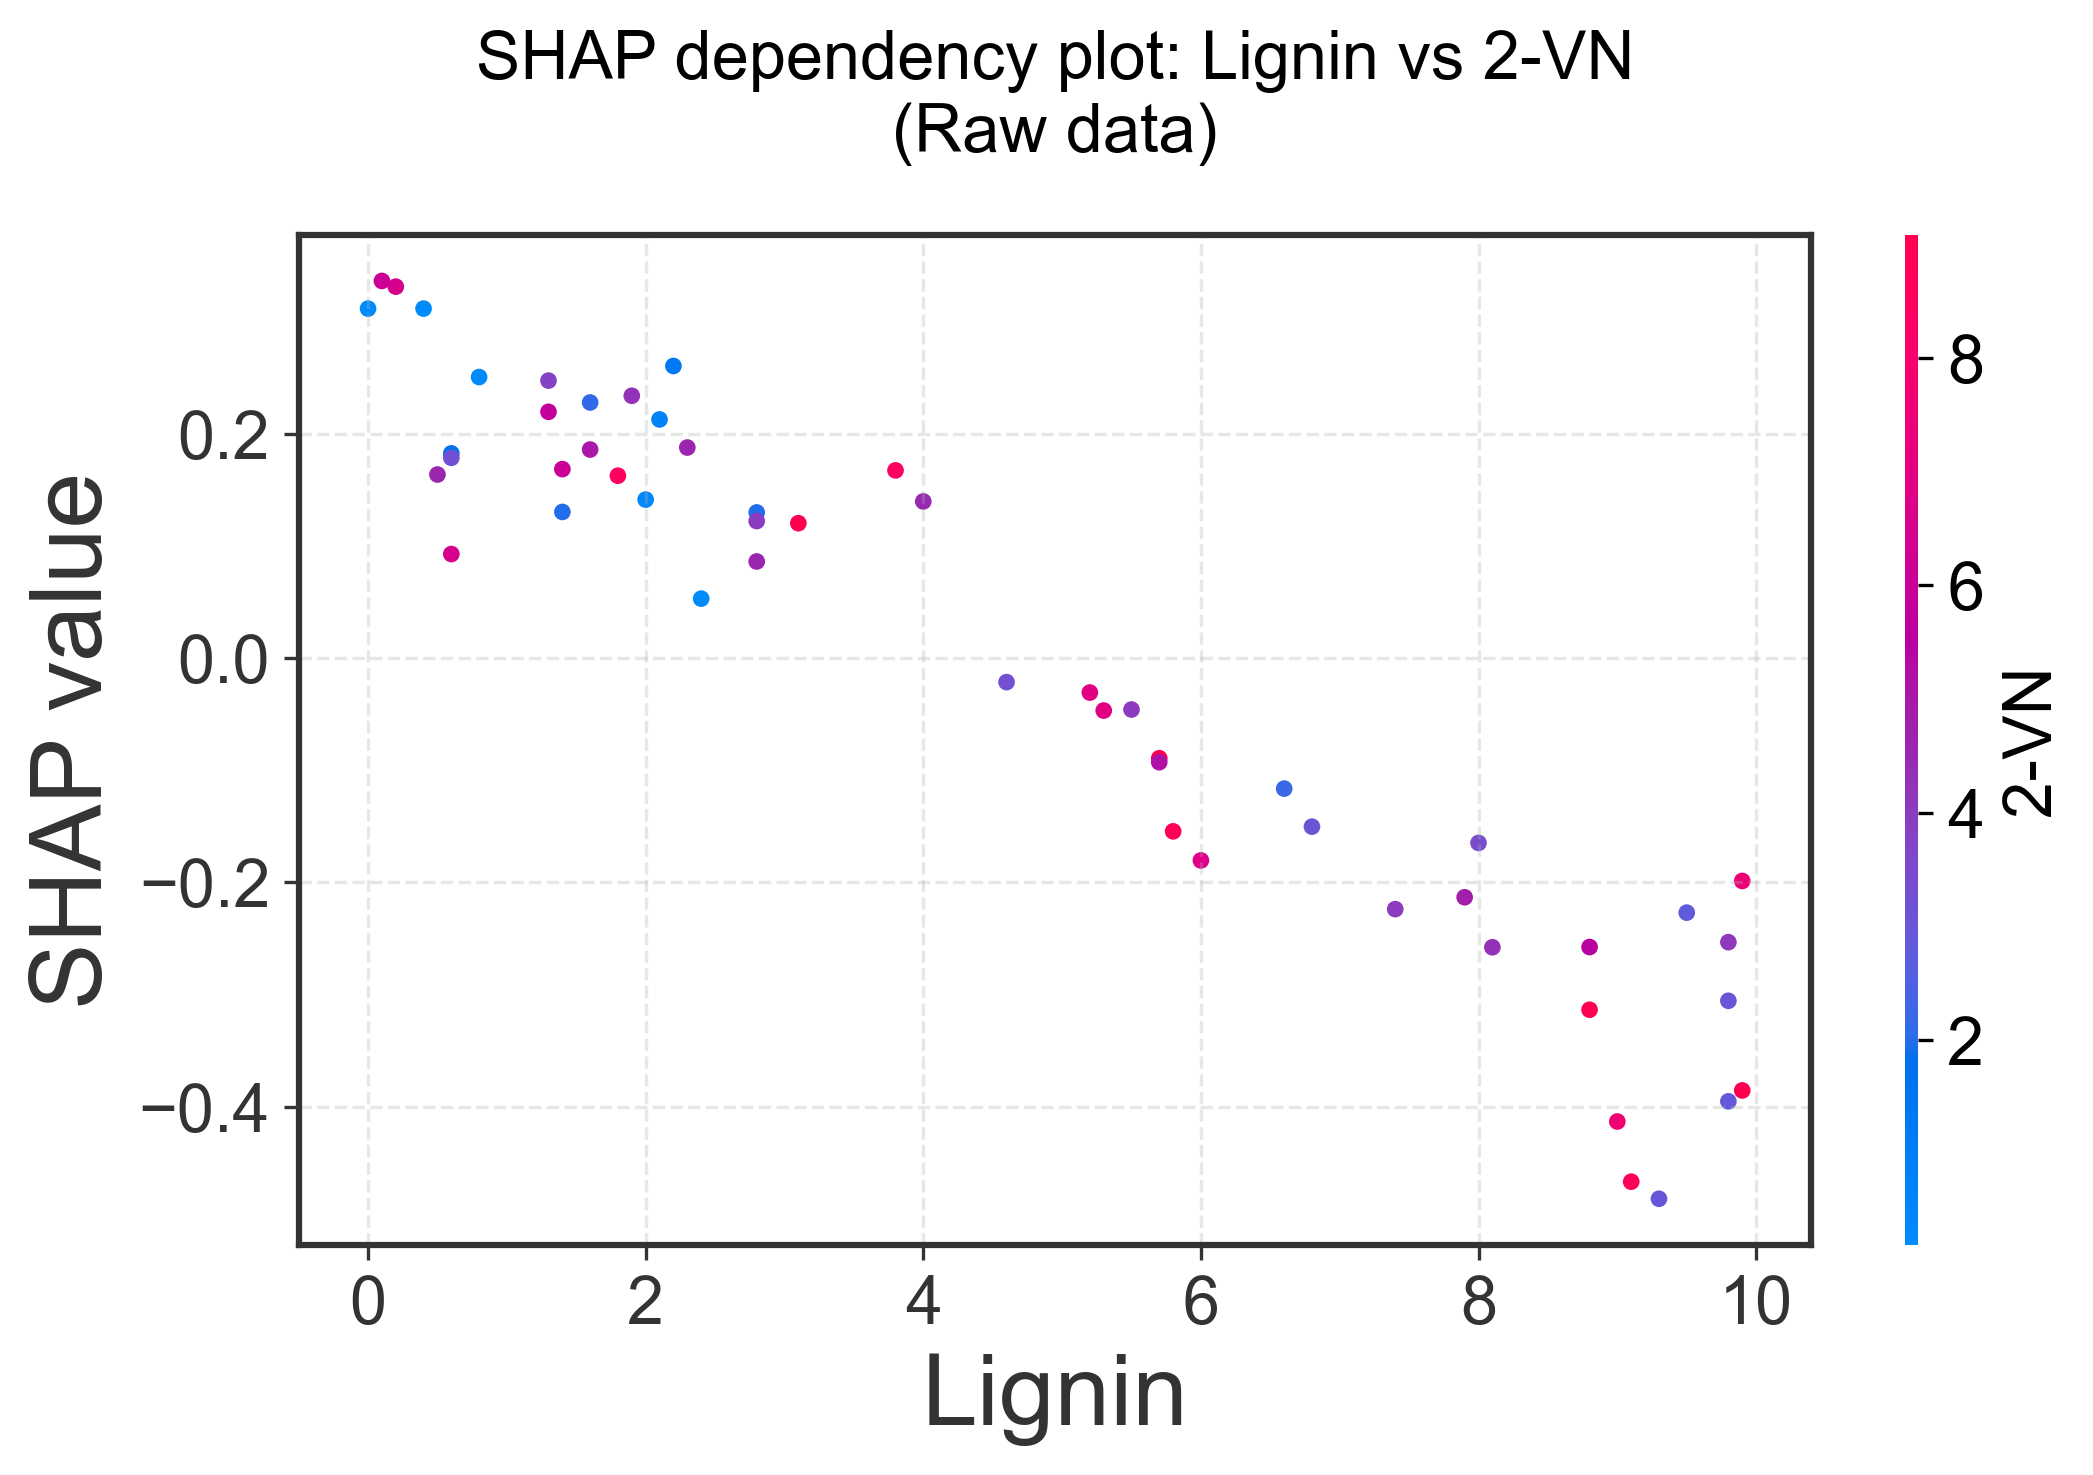 SHAP dependency plot: Lignin vs 2-VN
(Raw data)
SHAP value
0.2
0.0
−0.2
−0.4
0 2 4 6 8 10
Lignin
8
6
4
2
2-VN